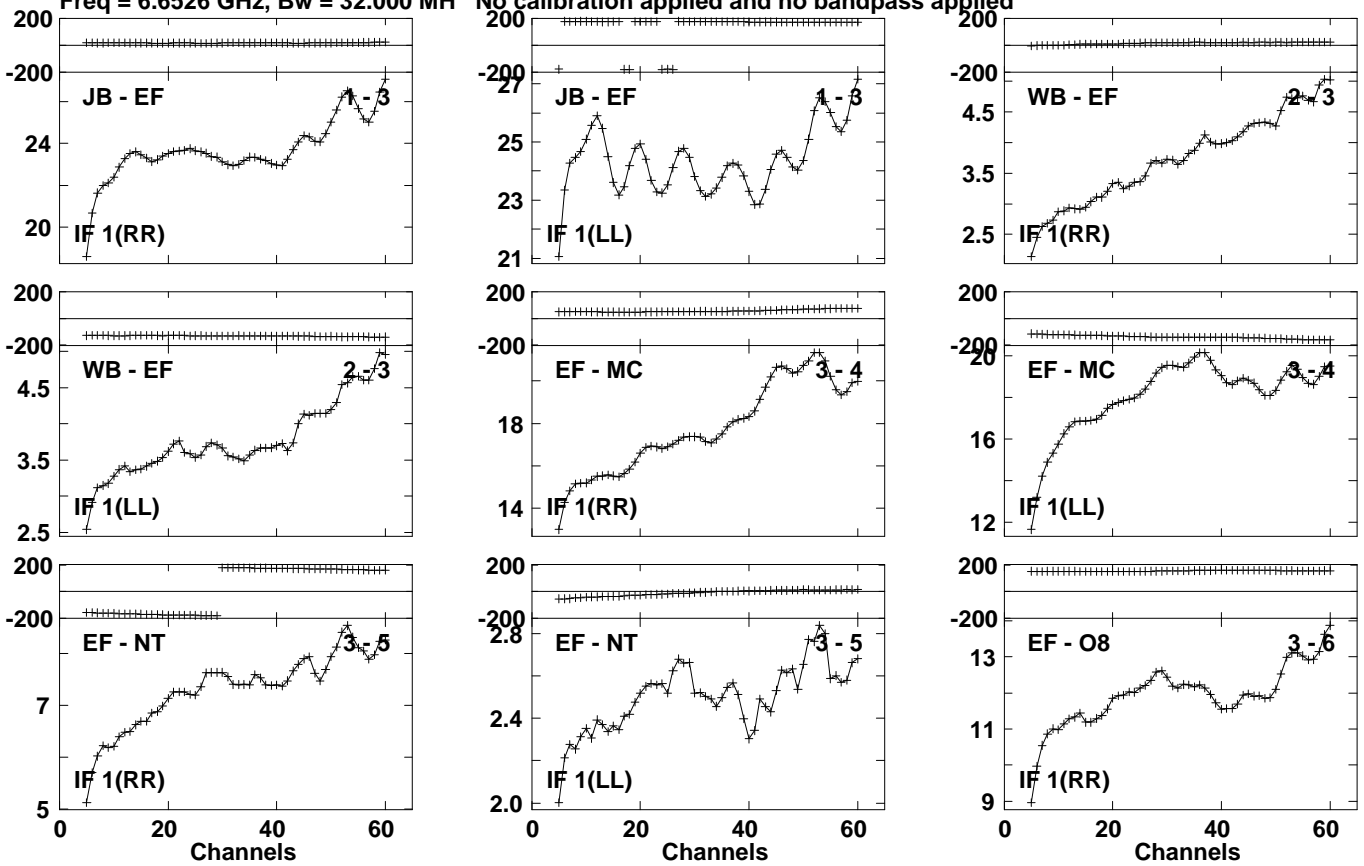 Freq = 6.6526 GHz, Bw = 32.000 MH No calibration applied and no bandpass applied
200 200 200
-200 -200 -200
27
JB - EF 1 - 3 JB - EF 1 - 3 WB - EF 2 - 3
4.5
24 25
3.5
23
20
IF 1(RR) IF 1(LL) 2.5 IF 1(RR)
21
200 200 200
-200 -200 -200
20
WB - EF 2 - 3 EF - MC 3 - 4 EF - MC 3 - 4
4.5
18
16
3.5
IF 1(LL) 14 IF 1(RR) IF 1(LL)
2.5 12
200 200 200
-200 -200 -200
EF - NT 3 - 5 2.8 EF - NT 3 - 5 EF - O8 3 - 6
13
7 2.4
11
IF 1(RR) IF 1(LL) IF 1(RR)
5 2.0 9
0 20 40 60 0 20 40 60 0 20 40 60
Channels Channels Channels